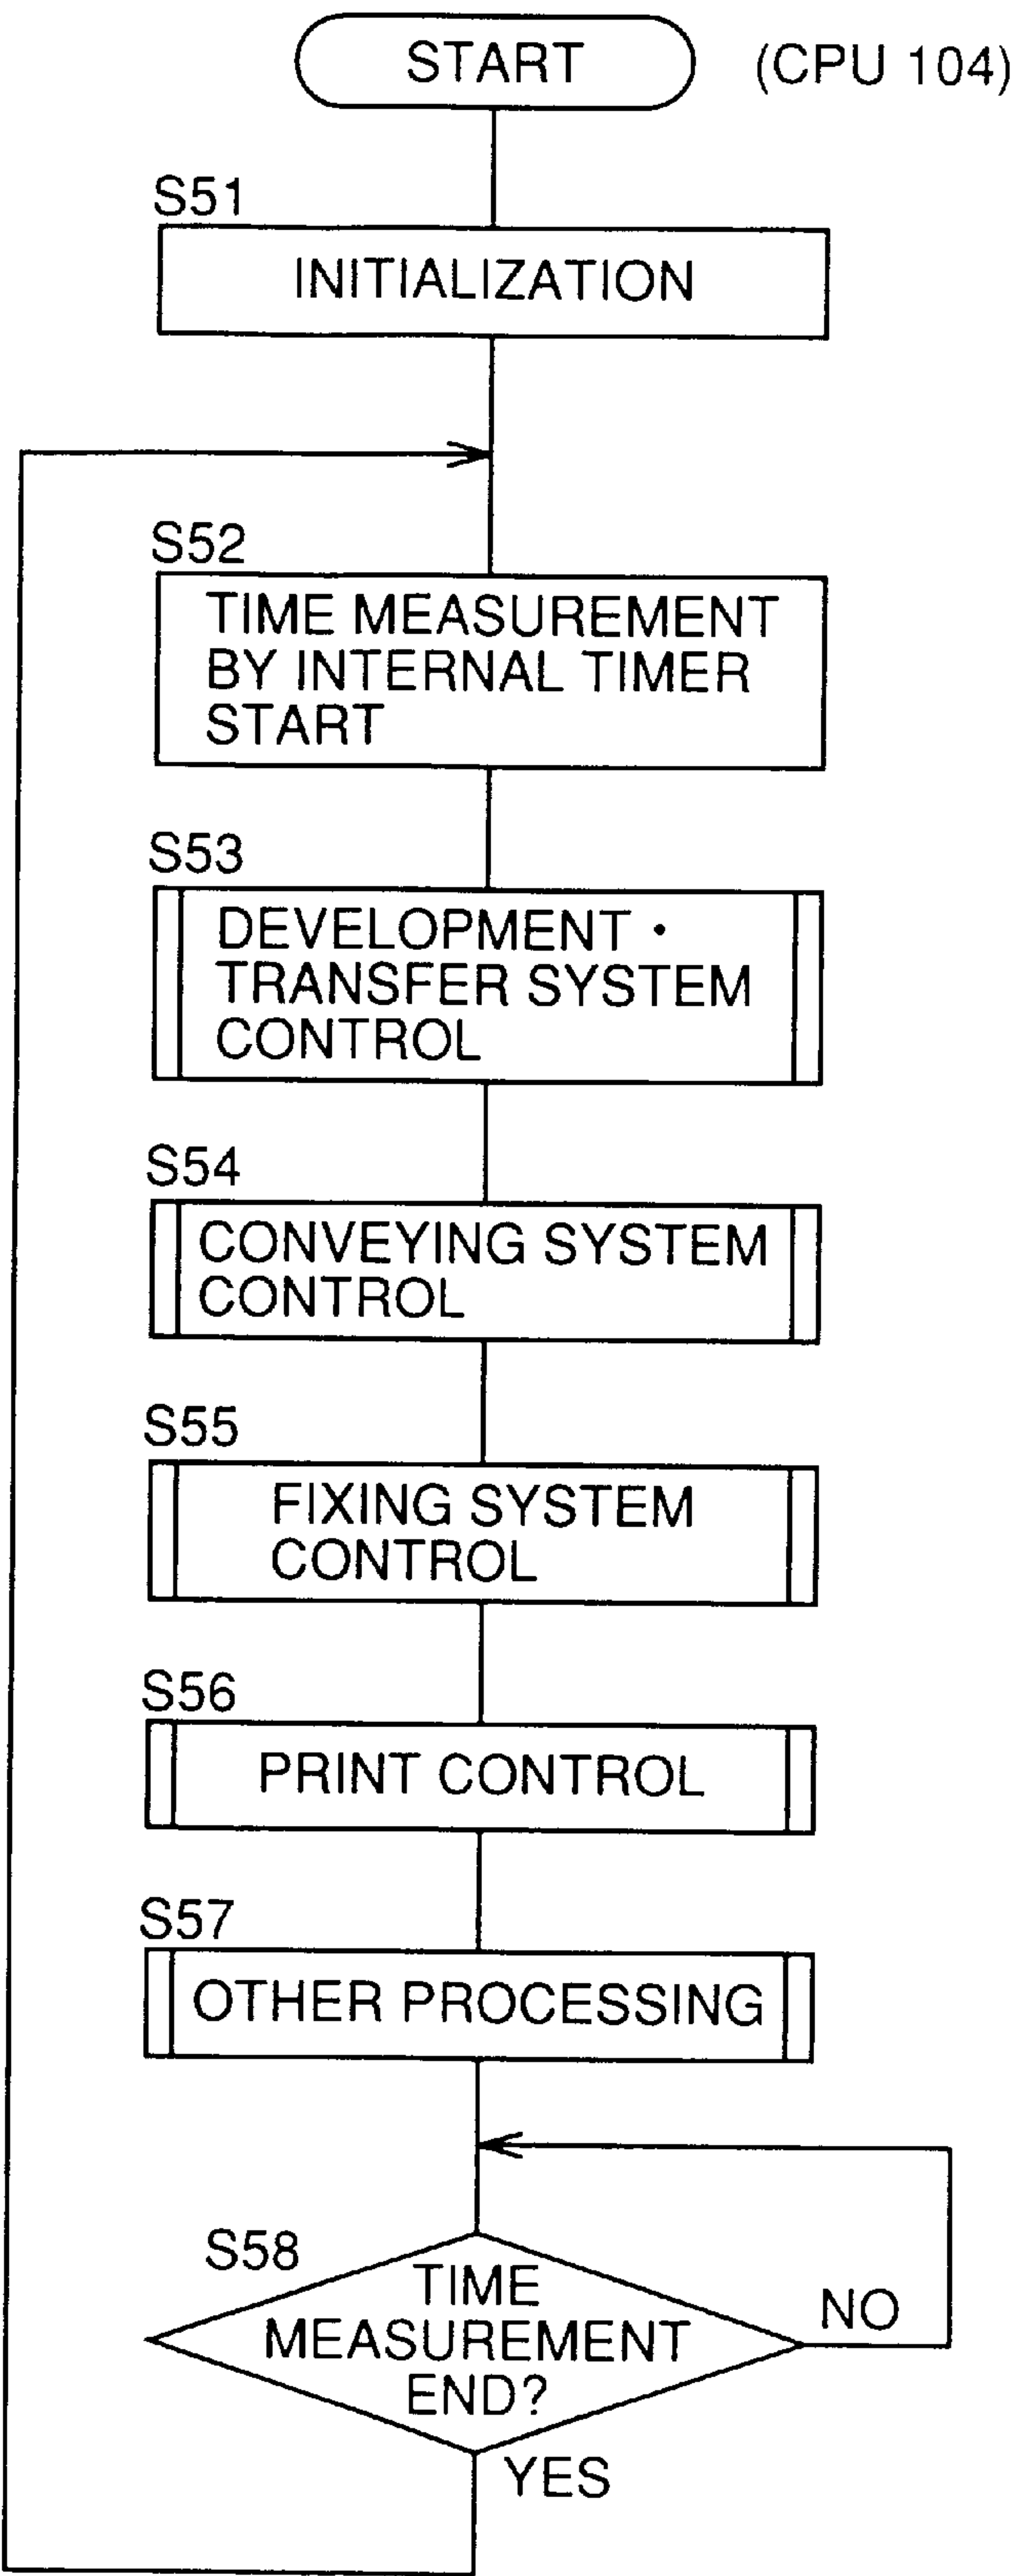 START
(CPU 104)
S51
INITIALIZATION
S52
TIME MEASUREMENT
BY INTERNAL TIMER
START
S53
DEVELOPMENT •
TRANSFER SYSTEM
CONTROL
S54
CONVEYING SYSTEM
CONTROL
S55
FIXING SYSTEM
CONTROL
S56
PRINT CONTROL
S57
OTHER PROCESSING
S58
TIME
MEASUREMENT
END?
NO
YES